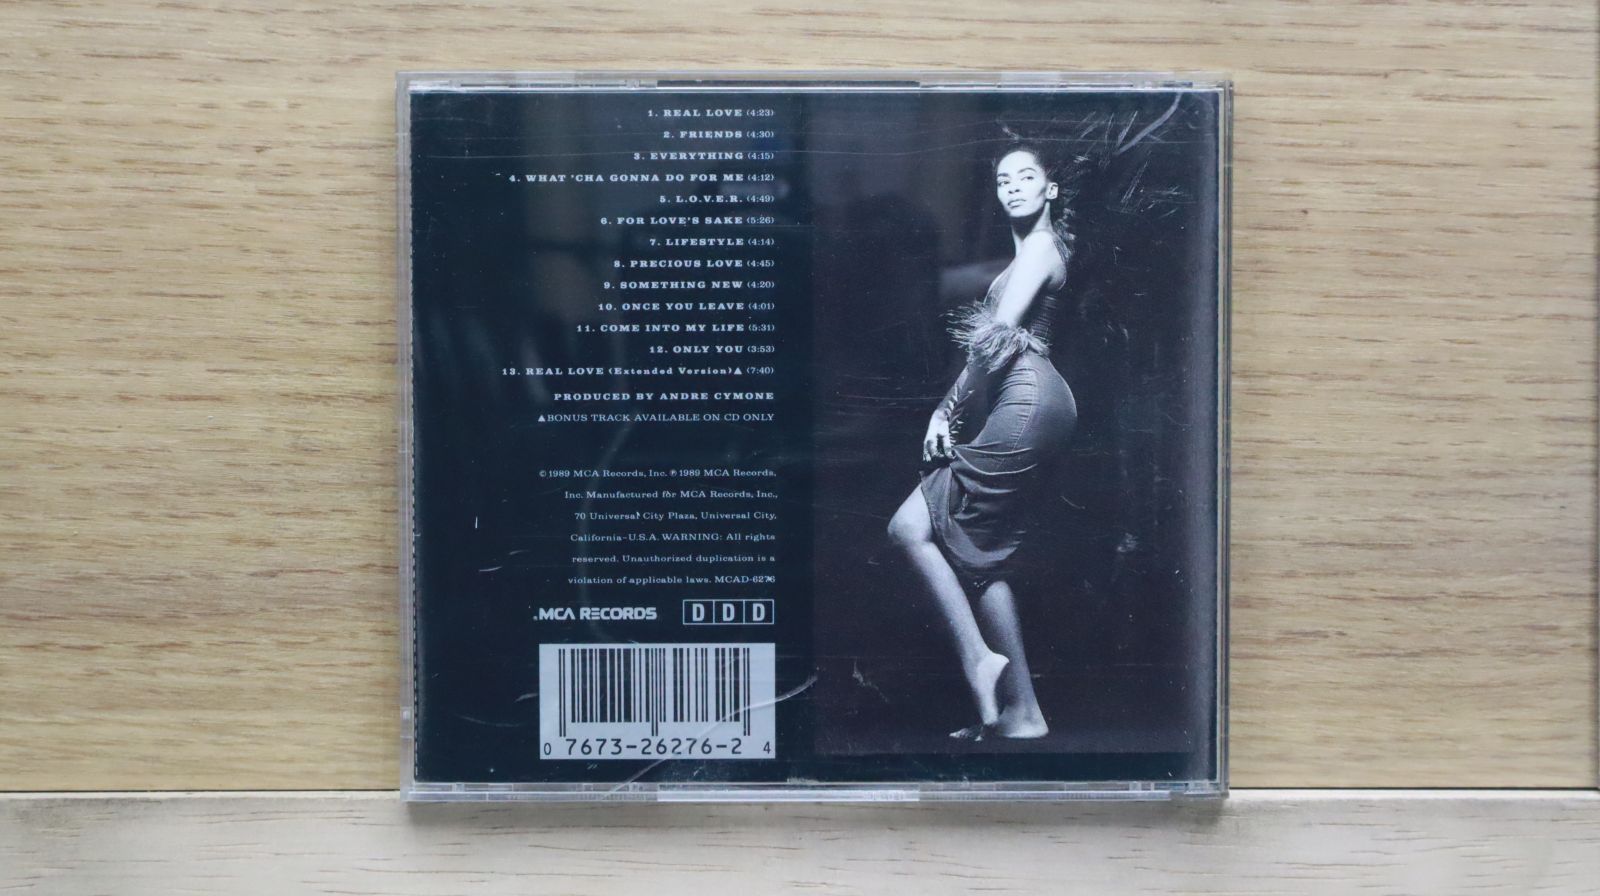 1. REAL LOVE (4:23)
2. FRIENDS (4:30)
3. EVERYTHING (4:15)
4. WHAT 'CHA GONNA DO FOR ME (4:12)
5. L.O.V.E.R. (4:49)
6. FOR LOVE'S SAKE (5:26)
7. LIFESTYLE (4:14)
8. PRECIOUS LOVE (4:45)
9. SOMETHING NEW (4:20)
10. ONCE YOU LEAVE (4:01)
11. COME INTO MY LIFE (5:31)
12. ONLY YOU (3:53)
13. REAL LOVE (Extended Version)▲ (7:40)
PRODUCED BY ANDRE CYMONE
▲BONUS TRACK AVAILABLE ON CD ONLY
© 1989 MCA Records, Inc. ℗ 1989 MCA Records,
Inc. Manufactured for MCA Records, Inc.,
70 Universal City Plaza, Universal City,
California–U.S.A. WARNING: All rights
reserved. Unauthorized duplication is a
violation of applicable laws. MCAD-6276
MCA RECORDS DDD
0 7673-26276-2 4